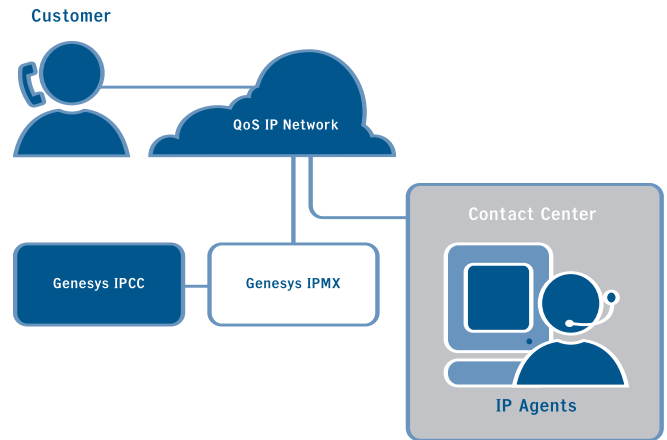 Customer
QoS IP Network
Contact Center
Genesys IPCC
Genesys IPMX
IP Agents